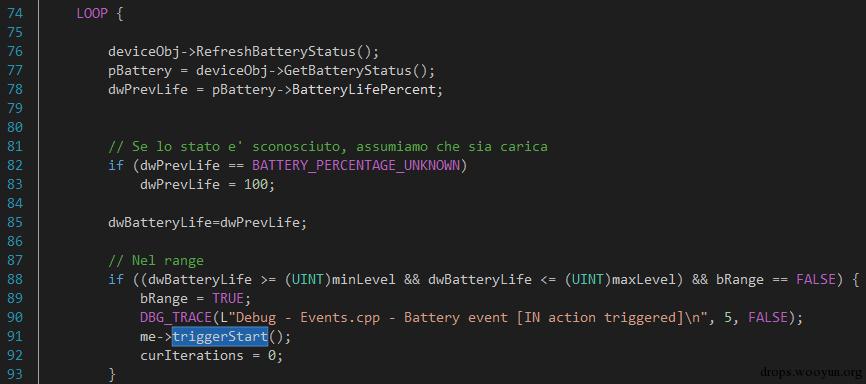 74 LOOP {
75
76 deviceObj->RefreshBatteryStatus();
77 pBattery = deviceObj->GetBatteryStatus();
78 dwPrevLife = pBattery->BatteryLifePercent;
79
80
81 // Se lo stato e' sconosciuto, assumiamo che sia carica
82 if (dwPrevLife == BATTERY_PERCENTAGE_UNKNOWN)
83 dwPrevLife = 100;
84
85 dwBatteryLife=dwPrevLife;
86
87 // Nel range
88 if ((dwBatteryLife >= (UINT)minLevel && dwBatteryLife <= (UINT)maxLevel) && bRange == FALSE) {
89 bRange = TRUE;
90 DBG_TRACE(L"Debug - Events.cpp - Battery event [IN action triggered]\n", 5, FALSE);
91 me->triggerStart();
92 curIterations = 0;
93 }
drops.wooyun.org